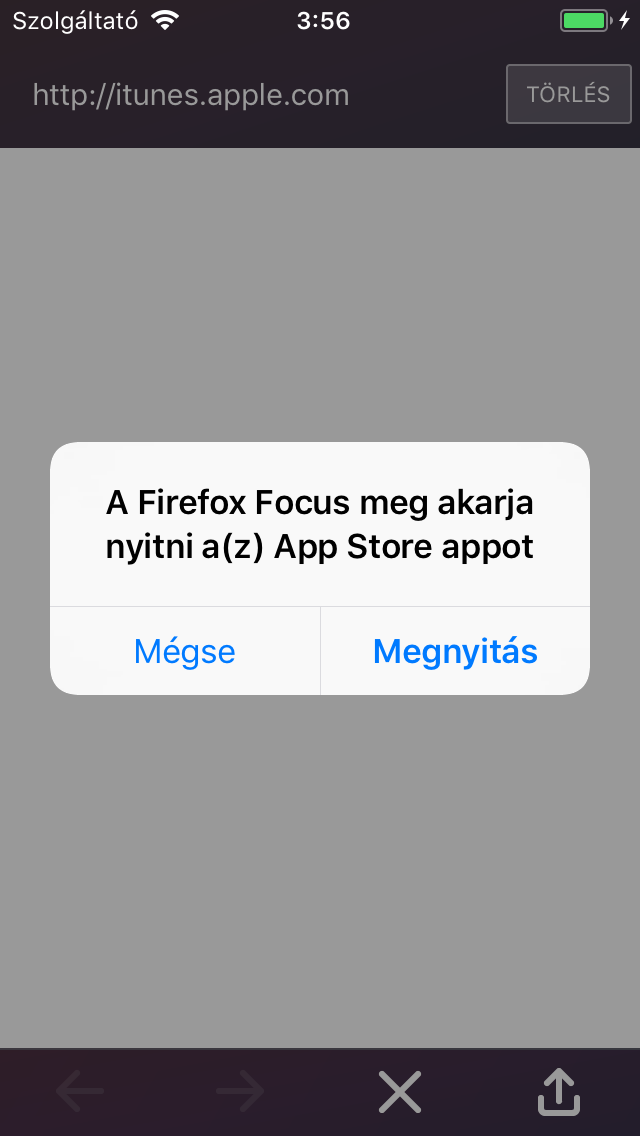 Szolgáltató 3:56
http://itunes.apple.com TÖRLÉS
A Firefox Focus meg akarja
nyitni a(z) App Store appot
Mégse Megnyitás